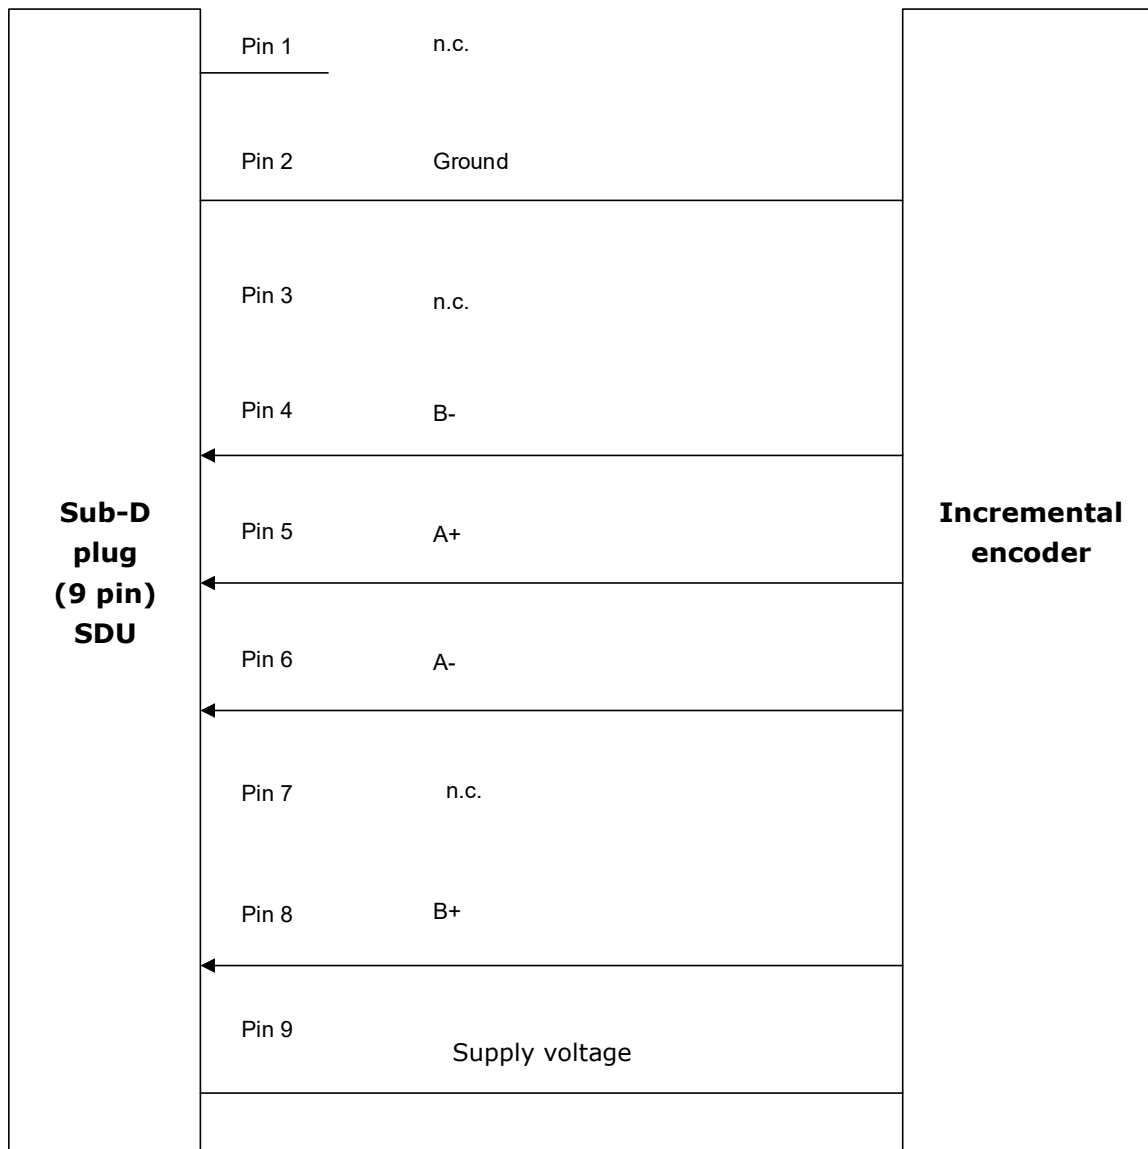 Pin 1 n.c.
Pin 2 Ground
Pin 3 n.c.
Pin 4 B-
Sub-D
plug
(9 pin)
SDU
Incremental
encoder
Pin 5 A+
Pin 6 A-
Pin 7 n.c.
Pin 8 B+
Pin 9
Supply voltage